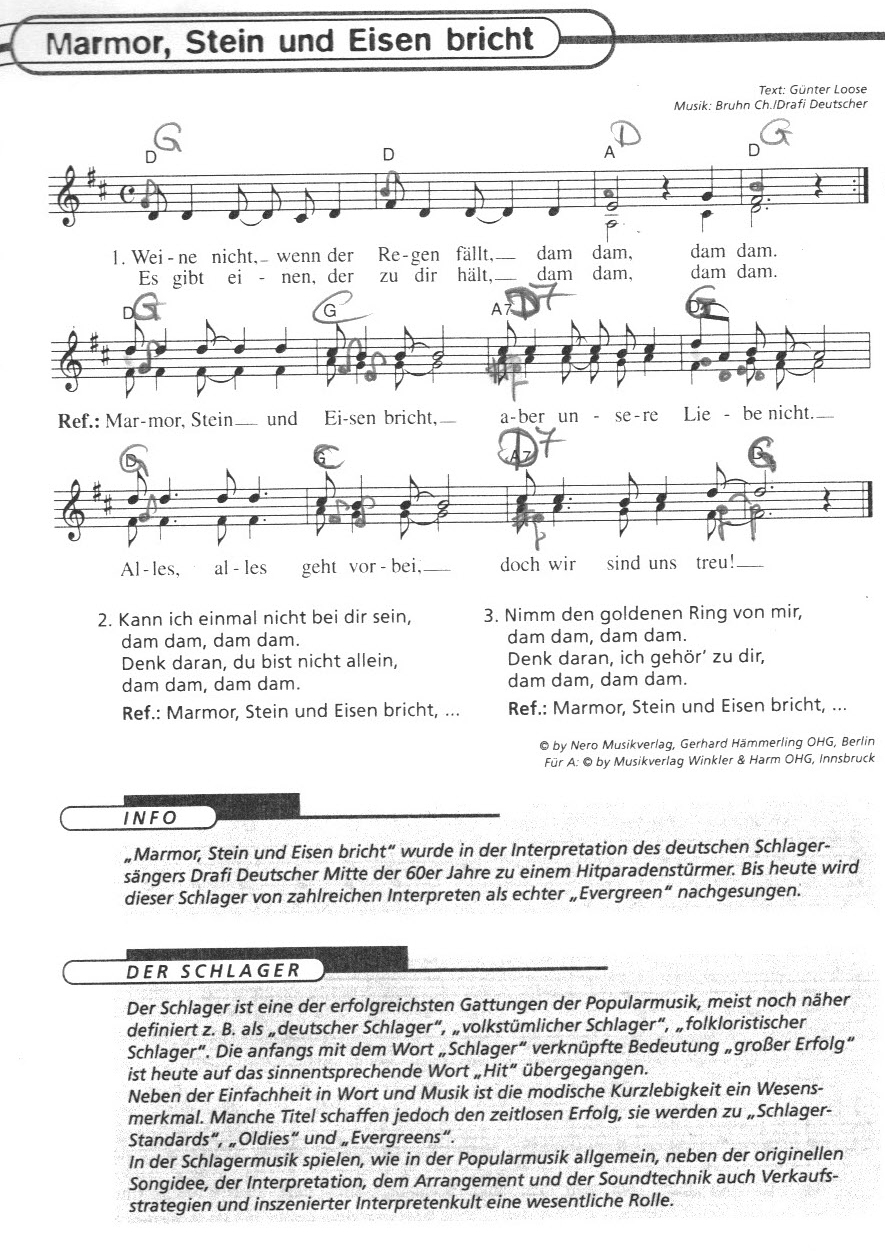 Marmor, Stein und Eisen bricht
Text: Günter Loose
Musik: Bruhn Ch./Drafi Deutscher
G D
D D A D G
1. Wei - ne nicht, wenn der Re-gen fällt, dam dam, dam dam.
Es gibt ei - nen, der zu dir hält, dam dam, dam dam.
D G G A7 D7 G
Ref.: Mar-mor, Stein und Ei-sen bricht, a-ber un - se-re Lie - be nicht.
G G A7 D7 G
Al-les, al-les geht vor-bei, doch wir sind uns treu!
2. Kann ich einmal nicht bei dir sein,
dam dam, dam dam.
Denk daran, du bist nicht allein,
dam dam, dam dam.
Ref.: Marmor, Stein und Eisen bricht, ...
3. Nimm den goldenen Ring von mir,
dam dam, dam dam.
Denk daran, ich gehör’ zu dir,
dam dam, dam dam.
Ref.: Marmor, Stein und Eisen bricht, ...
© by Nero Musikverlag, Gerhard Hämmerling OHG, Berlin
Für A: © by Musikverlag Winkler & Harm OHG, Innsbruck
INFO
„Marmor, Stein und Eisen bricht“ wurde in der Interpretation des deutschen Schlager-
sängers Drafi Deutscher Mitte der 60er Jahre zu einem Hitparadenstürmer. Bis heute wird
dieser Schlager von zahlreichen Interpreten als echter „Evergreen“ nachgesungen.
DER SCHLAGER
Der Schlager ist eine der erfolgreichsten Gattungen der Popularmusik, meist noch näher
definiert z. B. als „deutscher Schlager“, „volkstümlicher Schlager“, „folkloristischer
Schlager“. Die anfangs mit dem Wort „Schlager“ verknüpfte Bedeutung „großer Erfolg“
ist heute auf das sinnentsprechende Wort „Hit“ übergegangen.
Neben der Einfachheit in Wort und Musik ist die modische Kurzlebigkeit ein Wesens-
merkmal. Manche Titel schaffen jedoch den zeitlosen Erfolg, sie werden zu „Schlager-
Standards“, „Oldies“ und „Evergreens“.
In der Schlagermusik spielen, wie in der Popularmusik allgemein, neben der originellen
Songidee, der Interpretation, dem Arrangement und der Soundtechnik auch Verkaufs-
strategien und inszenierter Interpretenkult eine wesentliche Rolle.